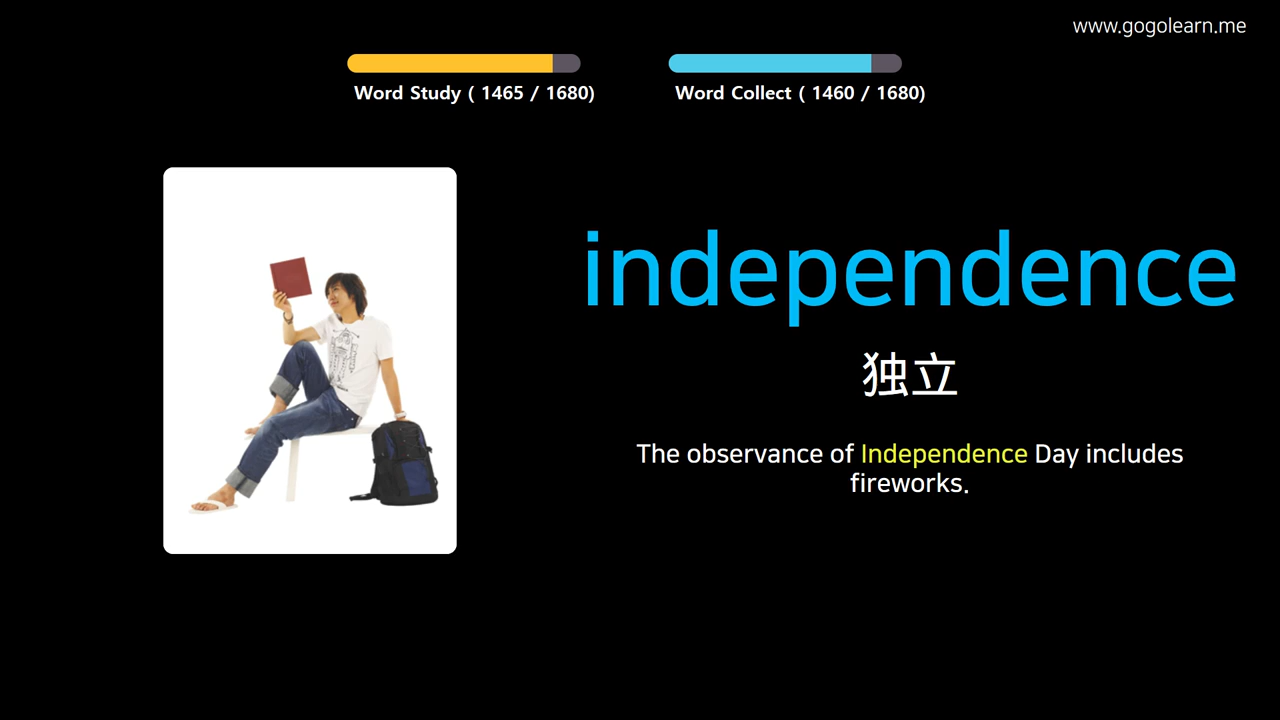 www.gogolearn.me
Word Study ( 1465 / 1680)
Word Collect ( 1460 / 1680)
independence
独立
The observance of Independence Day includes
fireworks.